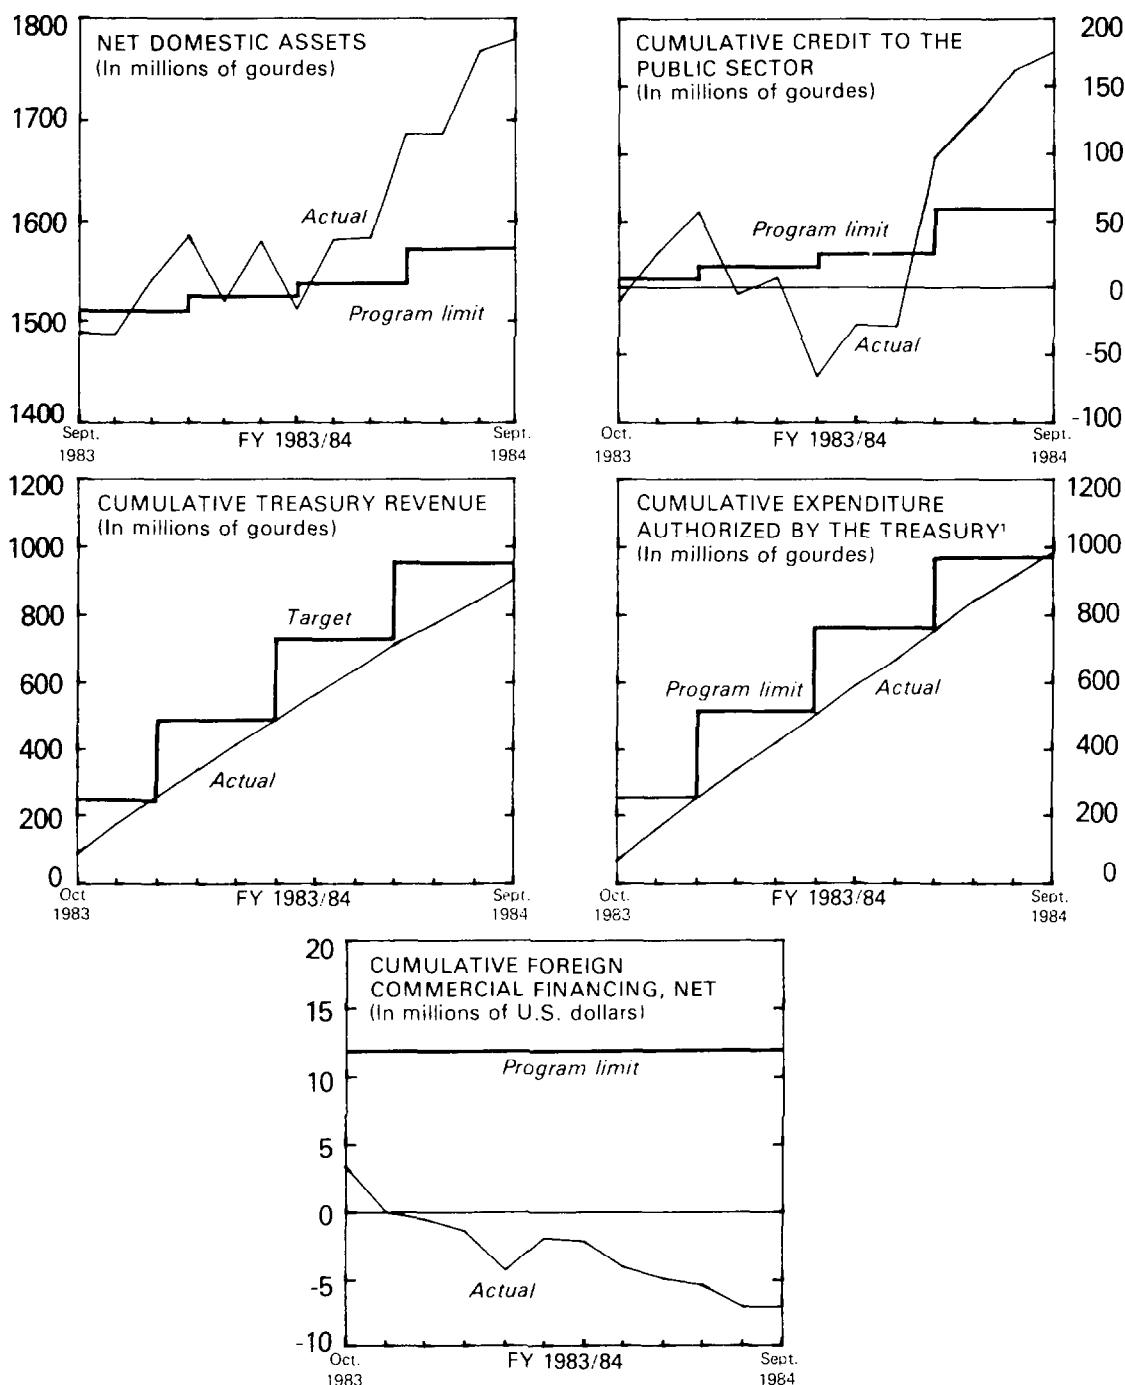 NET DOMESTIC ASSETS
(In millions of gourdes)
1800
1700
1600
1500
1400
Actual
Program limit
Sept.
1983
FY 1983/84
Sept.
1984
CUMULATIVE CREDIT TO THE
PUBLIC SECTOR
(In millions of gourdes)
200
150
100
50
0
-50
-100
Program limit
Actual
Oct.
1983
FY 1983/84
Sept.
1984
CUMULATIVE TREASURY REVENUE
(In millions of gourdes)
1200
1000
800
600
400
200
0
Target
Actual
Oct
1983
FY 1983/84
Sept.
1984
CUMULATIVE EXPENDITURE
AUTHORIZED BY THE TREASURY¹
(In millions of gourdes)
1200
1000
800
600
400
200
0
Program limit
Actual
Oct.
1983
FY 1983/84
Sept.
1984
CUMULATIVE FOREIGN
COMMERCIAL FINANCING, NET
(In millions of U.S. dollars)
20
15
10
5
0
-5
-10
Program limit
Actual
Oct.
1983
FY 1983/84
Sept.
1984